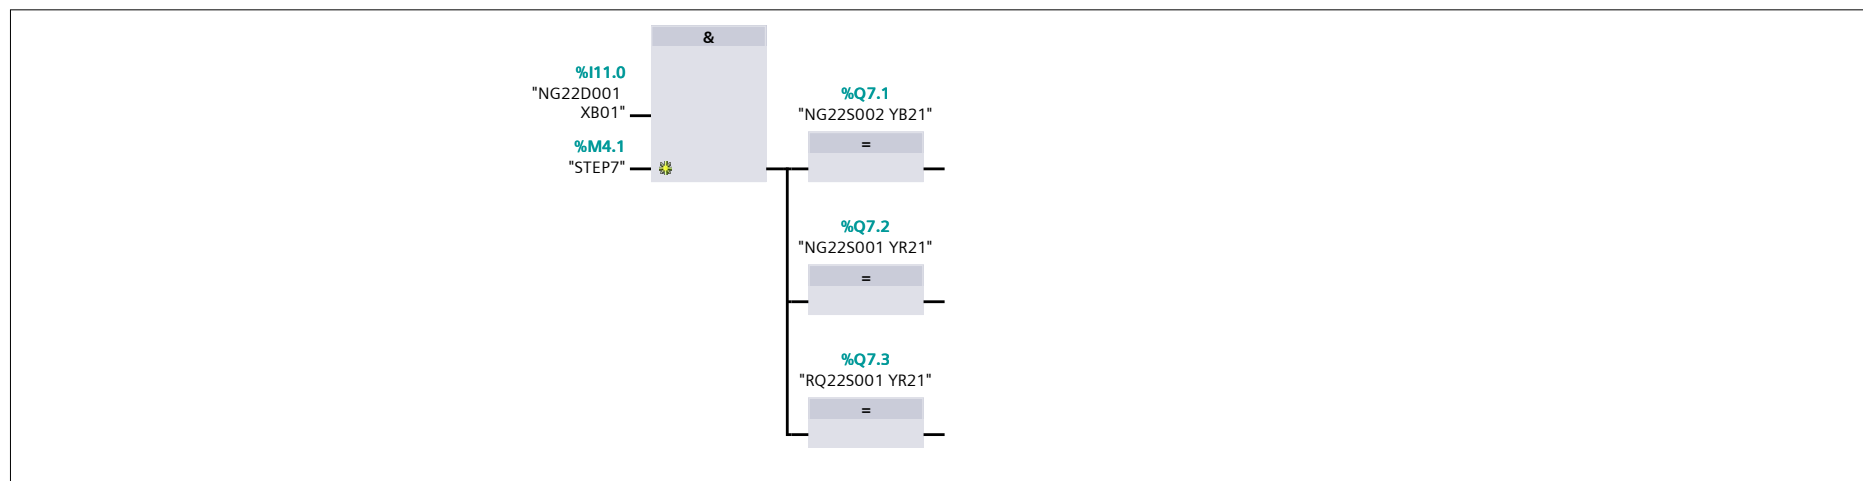 &
%I11.0
"NG22D001
XB01"
%M4.1
"STEP7"
%Q7.1
"NG22S002 YB21"
=
%Q7.2
"NG22S001 YR21"
=
%Q7.3
"RQ22S001 YR21"
=